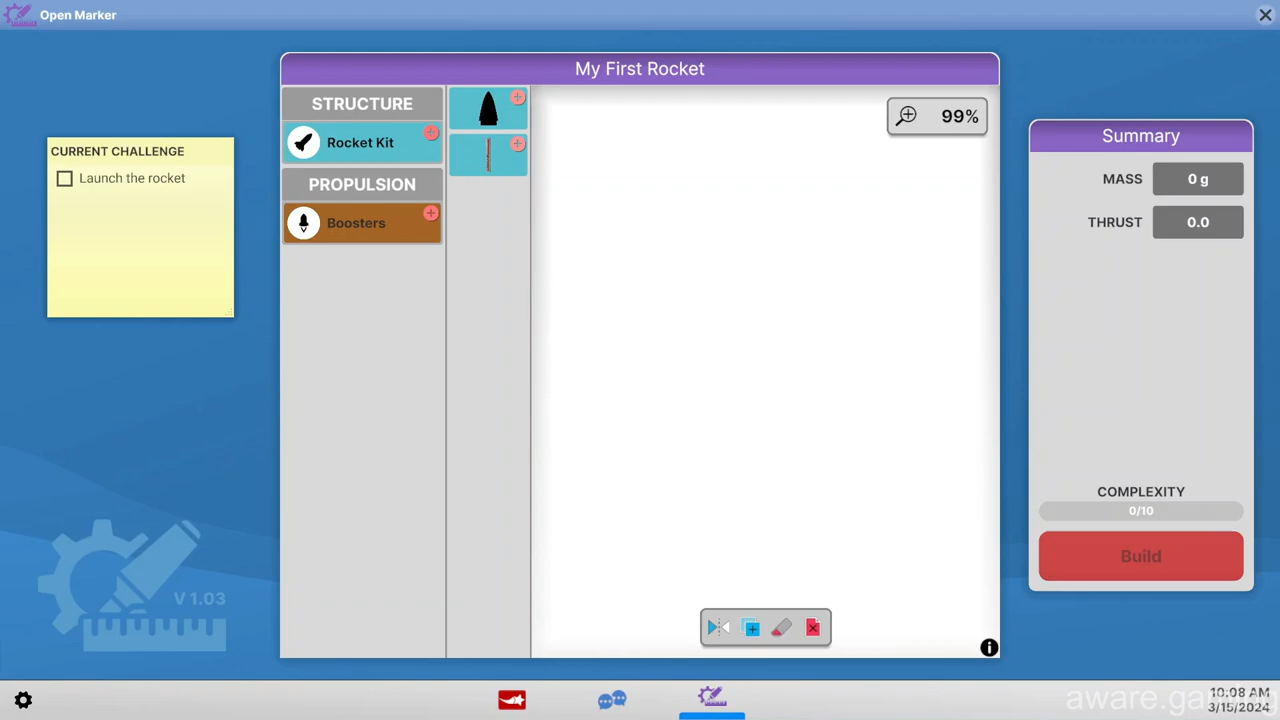 Open Marker
My First Rocket
STRUCTURE
Rocket Kit
PROPULSION
Boosters
99%
CURRENT CHALLENGE
Launch the rocket
Summary
MASS 0 g
THRUST 0.0
COMPLEXITY
0/10
Build
V 1.03
10:08 AM
3/15/2024
aware.gaming